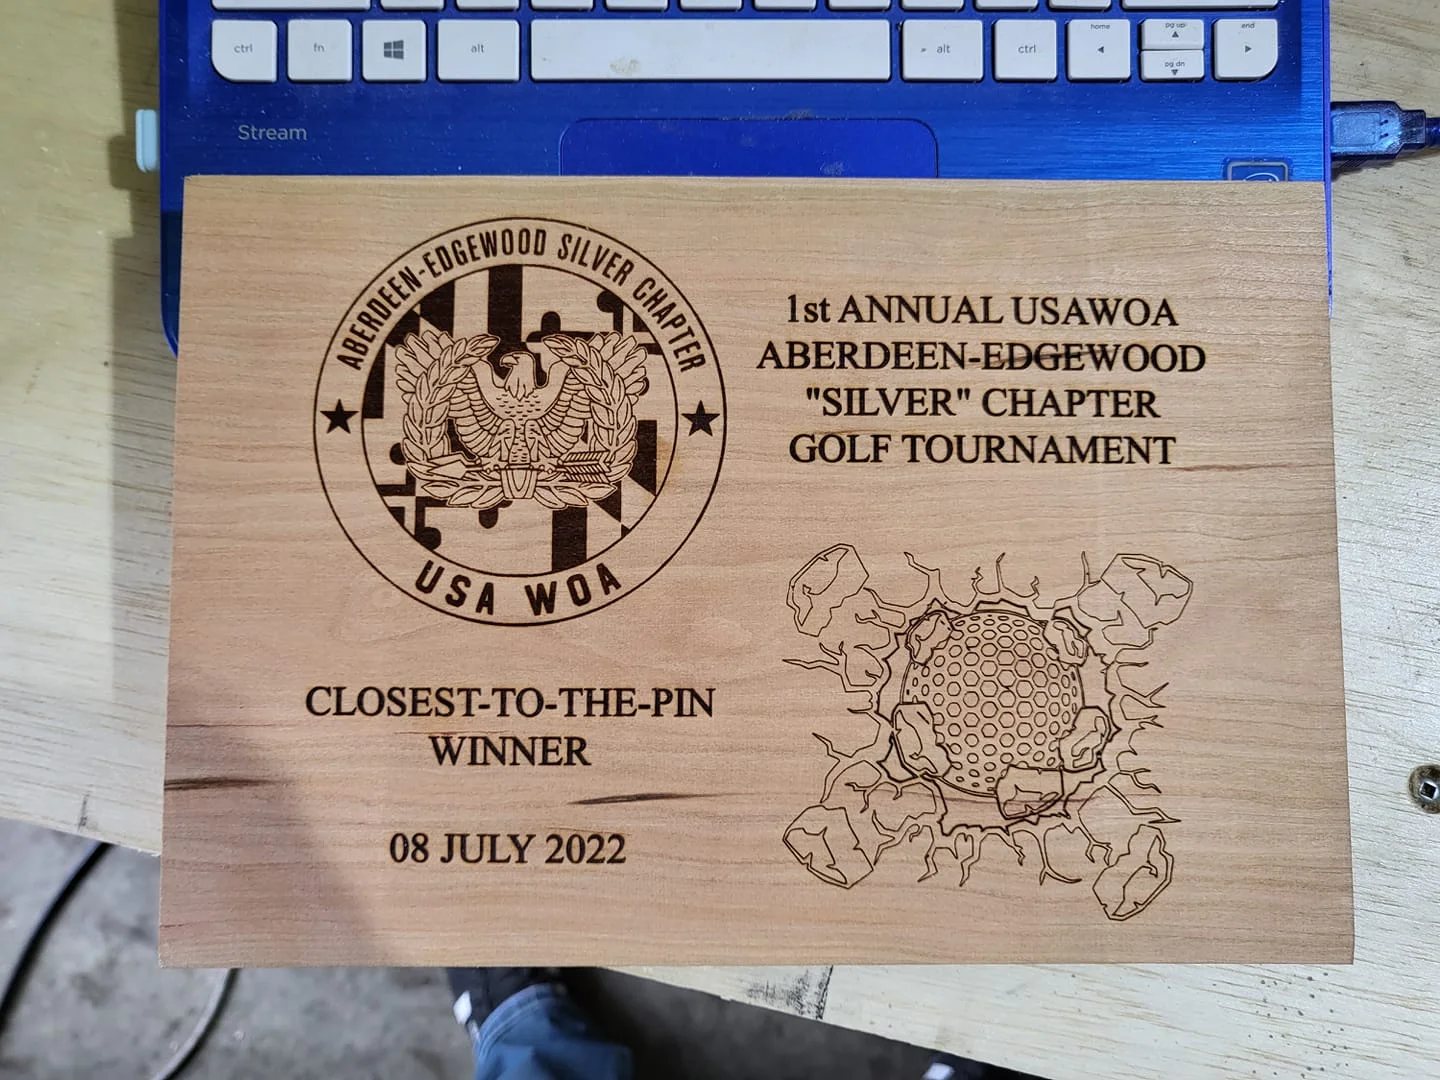 ctrl
fn
alt
alt
ctrl
home
pg up
pg dn
end
Stream
ABERDEEN-EDGEWOOD SILVER CHAPTER
USA WOA
1st ANNUAL USAWOA
ABERDEEN-EDGEWOOD
"SILVER" CHAPTER
GOLF TOURNAMENT
CLOSEST-TO-THE-PIN
WINNER
08 JULY 2022